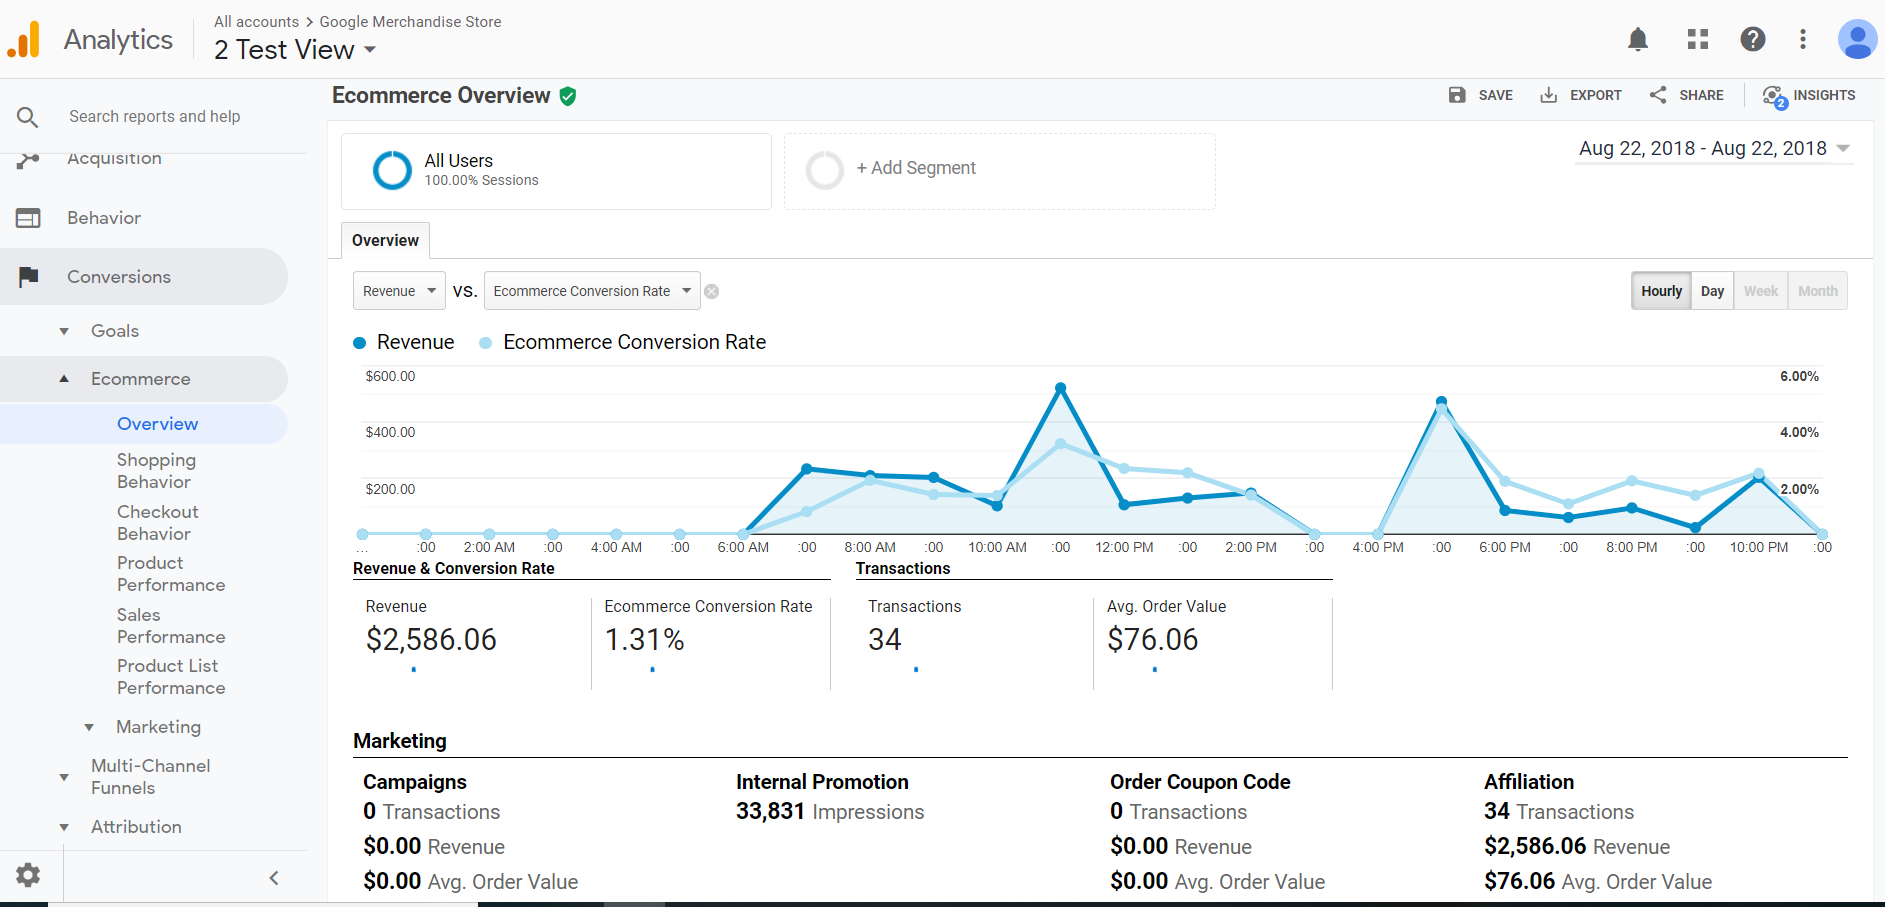 All accounts > Google Merchandise Store
Analytics
2 Test View
Search reports and help
Acquisition
Behavior
Conversions
Goals
Ecommerce
Overview
Shopping
Behavior
Checkout
Behavior
Product
Performance
Sales
Performance
Product List
Performance
Marketing
Multi-Channel
Funnels
Attribution
Ecommerce Overview
SAVE EXPORT SHARE 2 INSIGHTS
All Users
100.00% Sessions
+ Add Segment
Aug 22, 2018 - Aug 22, 2018
Overview
Revenue VS. Ecommerce Conversion Rate
Hourly Day Week Month
Revenue Ecommerce Conversion Rate
$600.00 6.00%
$400.00 4.00%
$200.00 2.00%
... :00 2:00 AM :00 4:00 AM :00 6:00 AM :00 8:00 AM :00 10:00 AM :00 12:00 PM :00 2:00 PM :00 4:00 PM :00 6:00 PM :00 8:00 PM :00 10:00 PM :00
Revenue & Conversion Rate Transactions
Revenue Ecommerce Conversion Rate Transactions Avg. Order Value
$2,586.06 1.31% 34 $76.06
Marketing
Campaigns Internal Promotion Order Coupon Code Affiliation
0 Transactions 33,831 Impressions 0 Transactions 34 Transactions
$0.00 Revenue $0.00 Revenue $2,586.06 Revenue
$0.00 Avg. Order Value $0.00 Avg. Order Value $76.06 Avg. Order Value